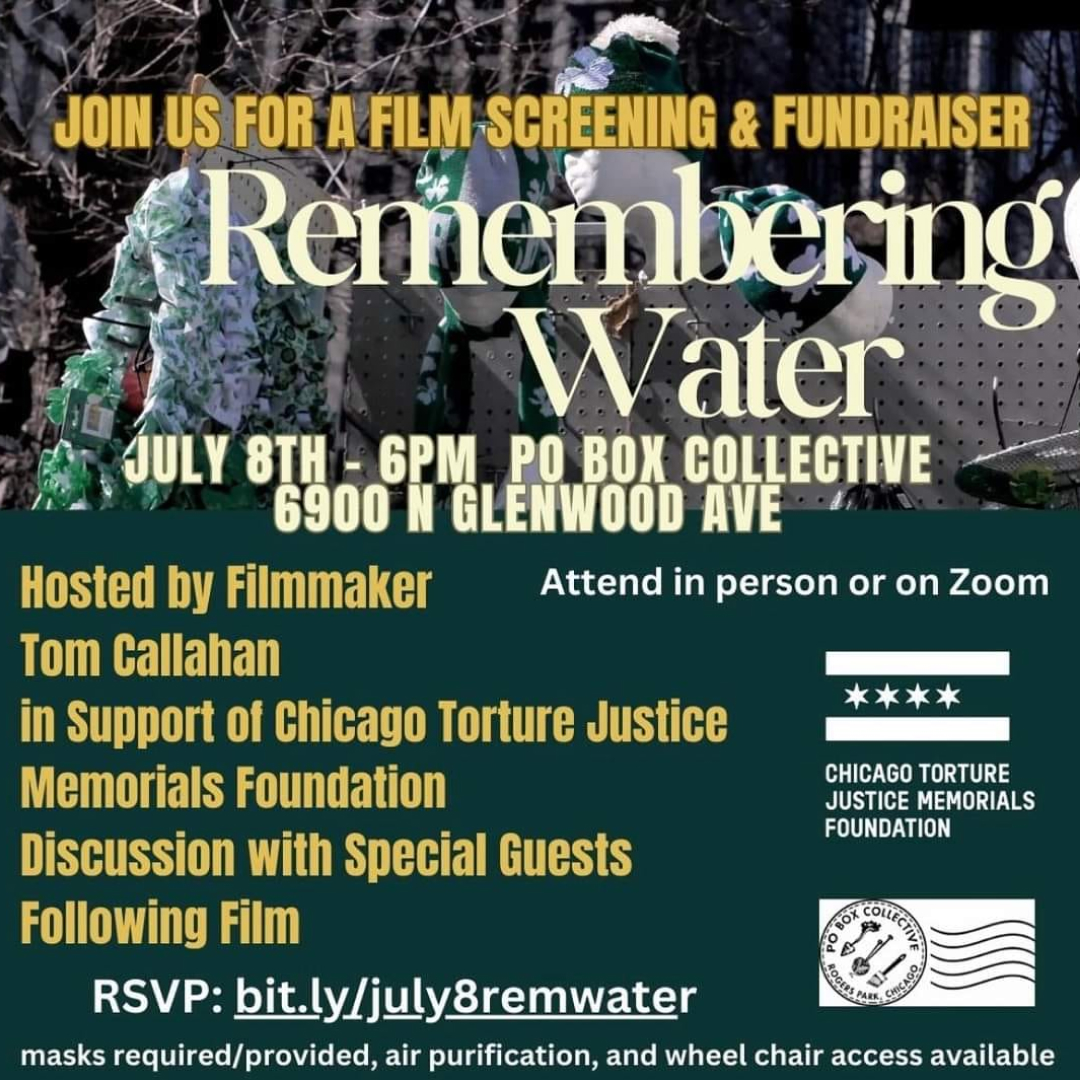 JOIN US FOR A FILM SCREENING & FUNDRAISER
Remembering
Water
JULY 8TH - 6PM PO BOX COLLECTIVE
6900 N GLENWOOD AVE
Hosted by Filmmaker
Tom Callahan
in Support of Chicago Torture Justice
Memorials Foundation
Discussion with Special Guests
Following Film
Attend in person or on Zoom
CHICAGO TORTURE
JUSTICE MEMORIALS
FOUNDATION
PO BOX COLLECTIVE
ROGERS PARK, CHICAGO
RSVP: bit.ly/july8remwater
masks required/provided, air purification, and wheel chair access available